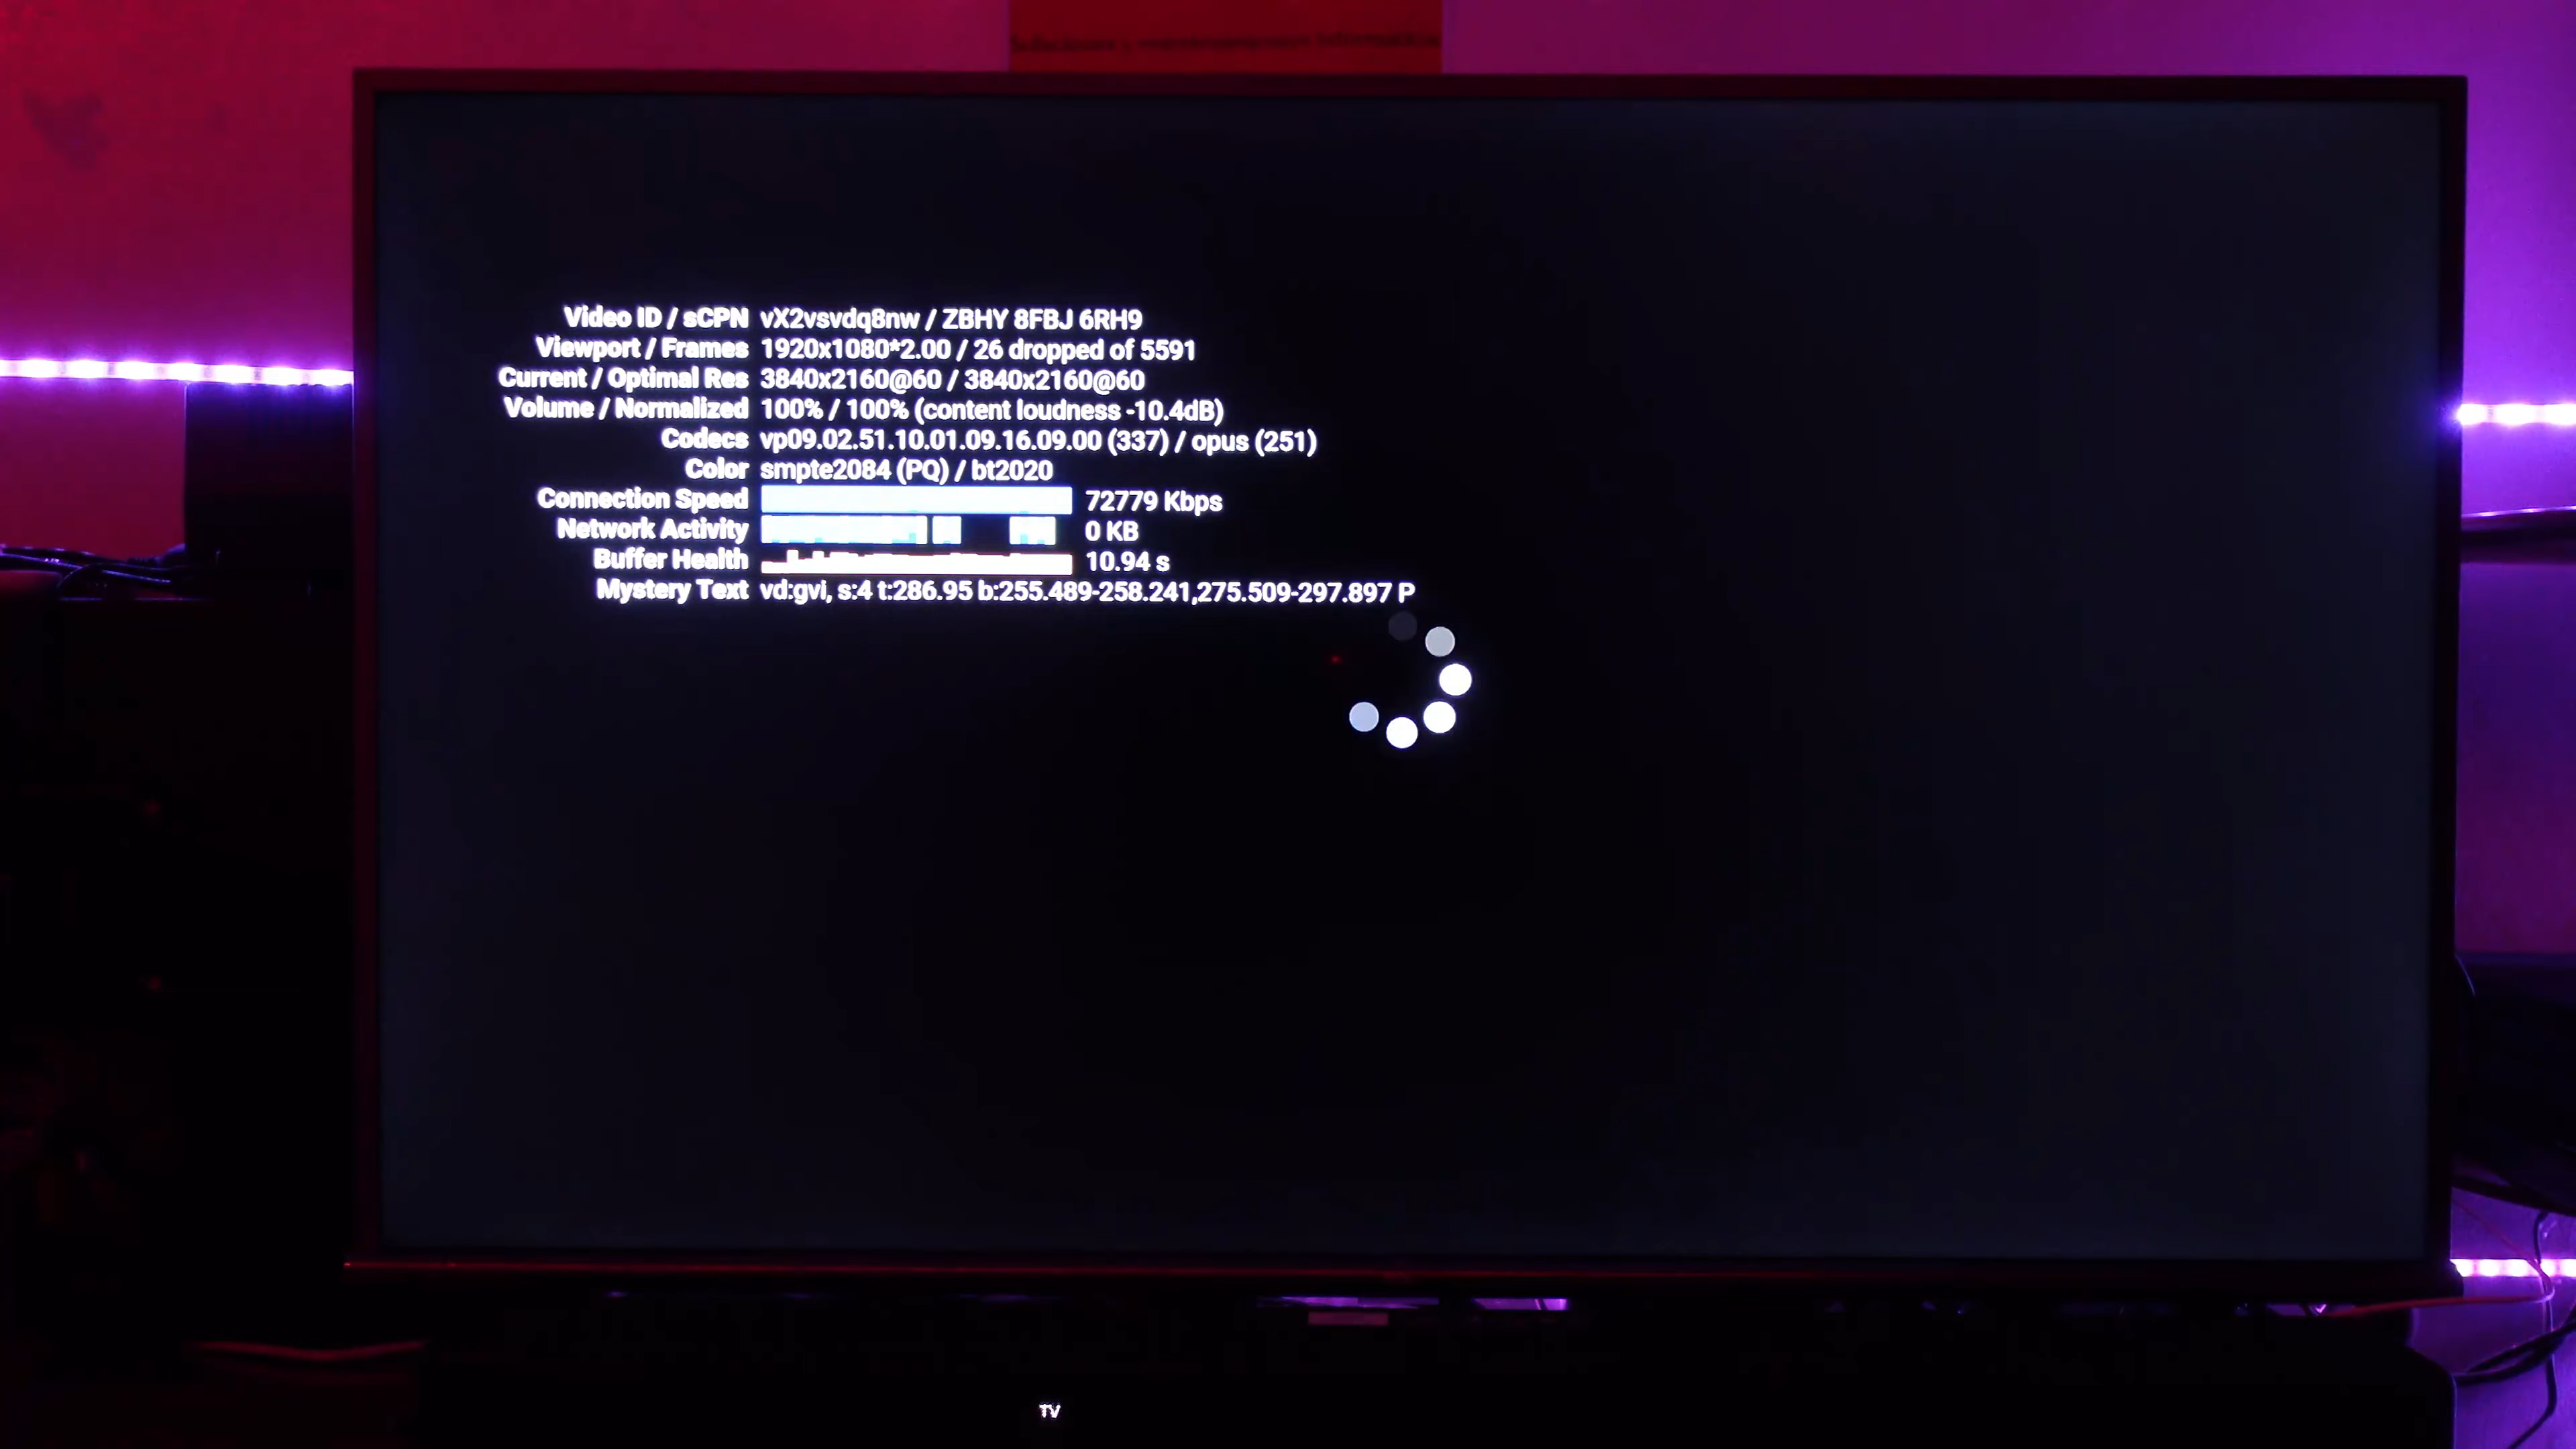 Video ID / sCPN vX2vsvdq8nw / ZBHY 8FBJ 6RH9
Viewport / Frames 1920x1080*2.00 / 26 dropped of 5591
Current / Optimal Res 3840x2160@60 / 3840x2160@60
Volume / Normalized 100% / 100% (content loudness -10.4dB)
Codecs vp09.02.51.10.01.09.16.09.00 (337) / opus (251)
Color smpte2084 (PQ) / bt2020
Connection Speed 72779 Kbps
Network Activity 0 KB
Buffer Health 10.94 s
Mystery Text vd:gvi, s:4 t:286.95 b:255.489-258.241,275.509-297.897 P
TV